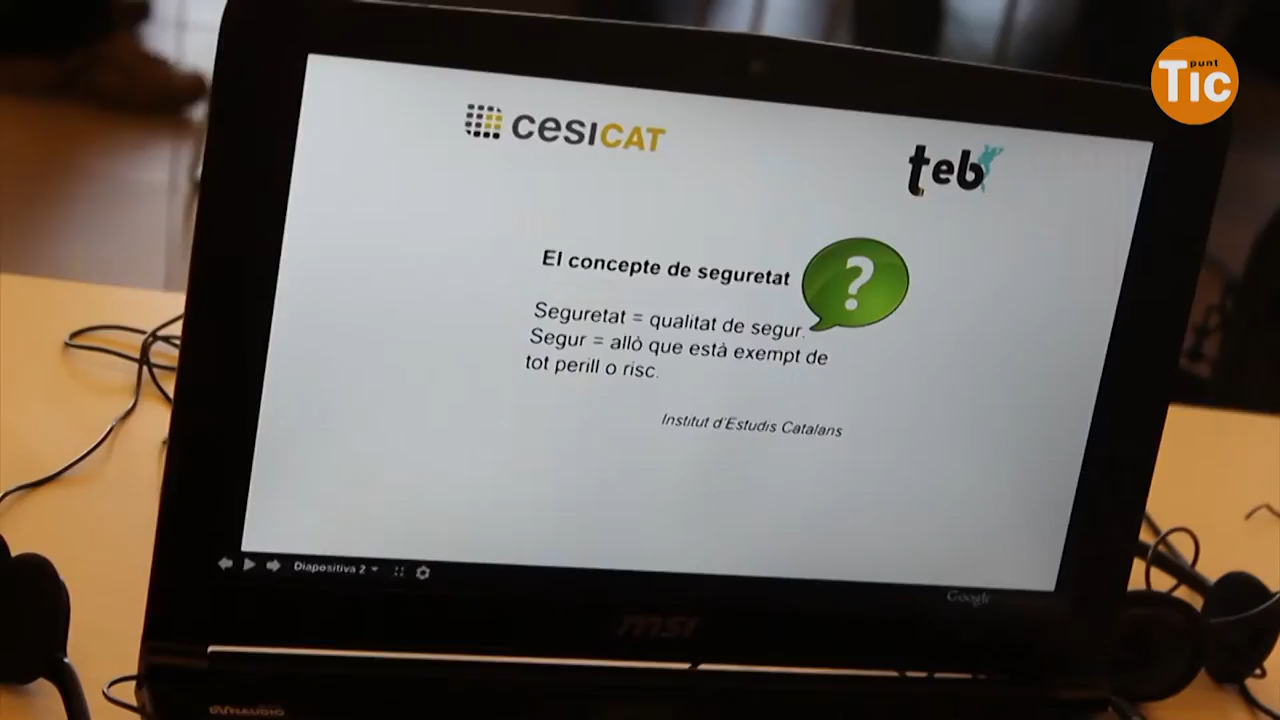 punt
Tic
cesicat
teb
El concepte de seguretat
?
Seguretat = qualitat de segur.
Segur = allò que està exempt de
tot perill o risc.
Institut d'Estudis Catalans
Diapositiva 2
Google
msi
DYNAUDIO